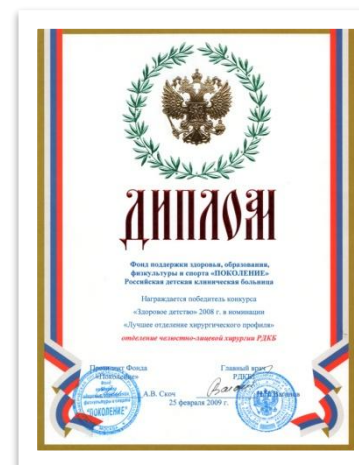 ДИПЛОМ
Фонд поддержки здоровья, образования,
физкультуры и спорта «ПОКОЛЕНИЕ»
Российская детская клиническая больница
Награждается победитель конкурса
«Здоровое детство» 2008 г. в номинации
«Лучшее отделение хирургического профиля»
отделение челюстно-лицевой хирургии РДКБ
Президент Фонда Главный врач
«Поколение» РДКБ
А.В. Скоч
25 февраля 2009 г.
"ПОКОЛЕНИЕ"